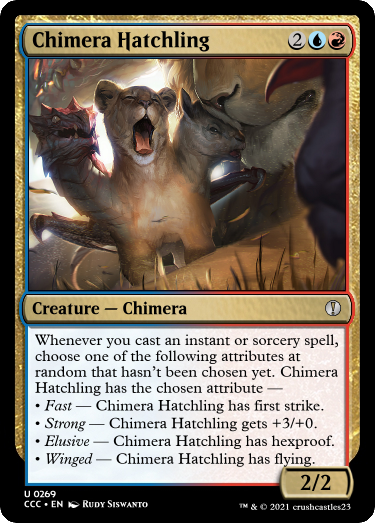 Chimera Hatchling 2
Creature — Chimera
Whenever you cast an instant or sorcery spell,
choose one of the following attributes at
random that hasn't been chosen yet. Chimera
Hatchling has the chosen attribute —
• Fast — Chimera Hatchling has first strike.
• Strong — Chimera Hatchling gets +3/+0.
• Elusive — Chimera Hatchling has hexproof.
• Winged — Chimera Hatchling has flying.
2/2
U 0269
CCC • EN Rudy Siswanto
™ & © 2021 crushcastles23